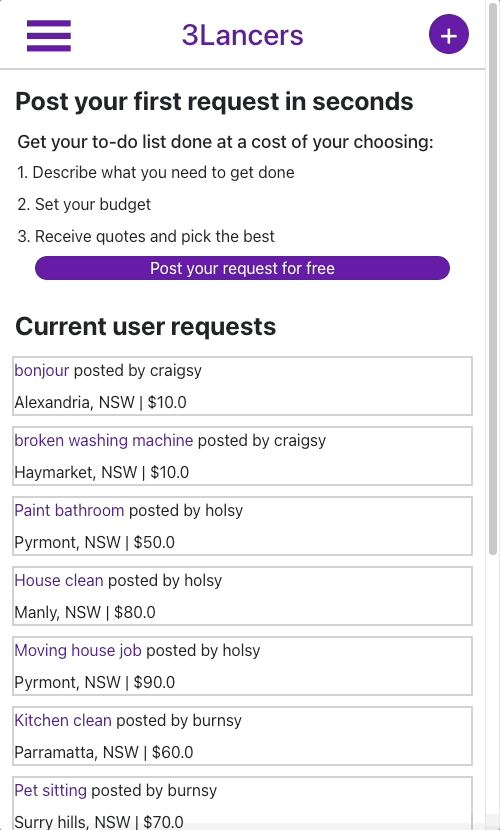 3Lancers
+
Post your first request in seconds
Get your to-do list done at a cost of your choosing:
1. Describe what you need to get done
2. Set your budget
3. Receive quotes and pick the best
Post your request for free
Current user requests
bonjour posted by craigsy
Alexandria, NSW | $10.0
broken washing machine posted by craigsy
Haymarket, NSW | $10.0
Paint bathroom posted by holsy
Pyrmont, NSW | $50.0
House clean posted by holsy
Manly, NSW | $80.0
Moving house job posted by holsy
Pyrmont, NSW | $90.0
Kitchen clean posted by burnsy
Parramatta, NSW | $60.0
Pet sitting posted by burnsy
Surry hills, NSW | $70.0